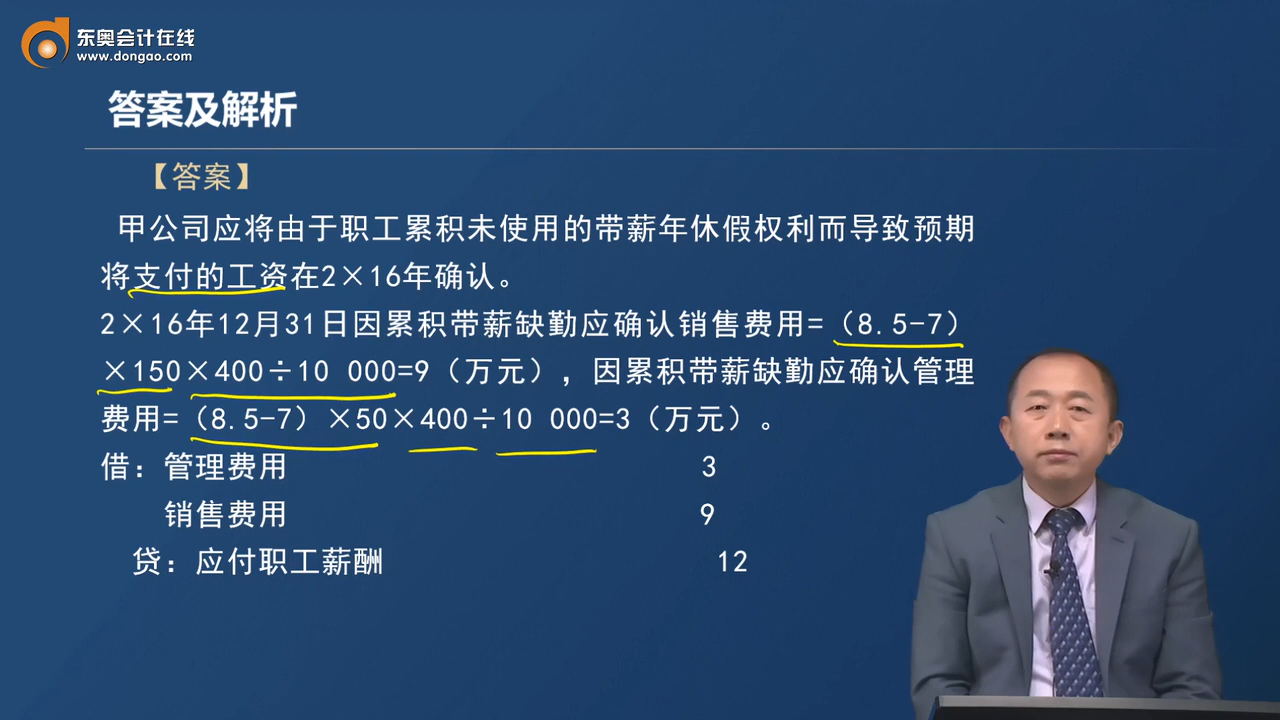 东奥会计在线
www.dongao.com
答案及解析
【答案】
甲公司应将由于职工累积未使用的带薪年休假权利而导致预期
将支付的工资在2×16年确认。
2×16年12月31日因累积带薪缺勤应确认销售费用=（8.5-7）
×150×400÷10 000=9（万元），因累积带薪缺勤应确认管理
费用=（8.5-7）×50×400÷10 000=3（万元）。
借：管理费用 3
销售费用 9
贷：应付职工薪酬 12